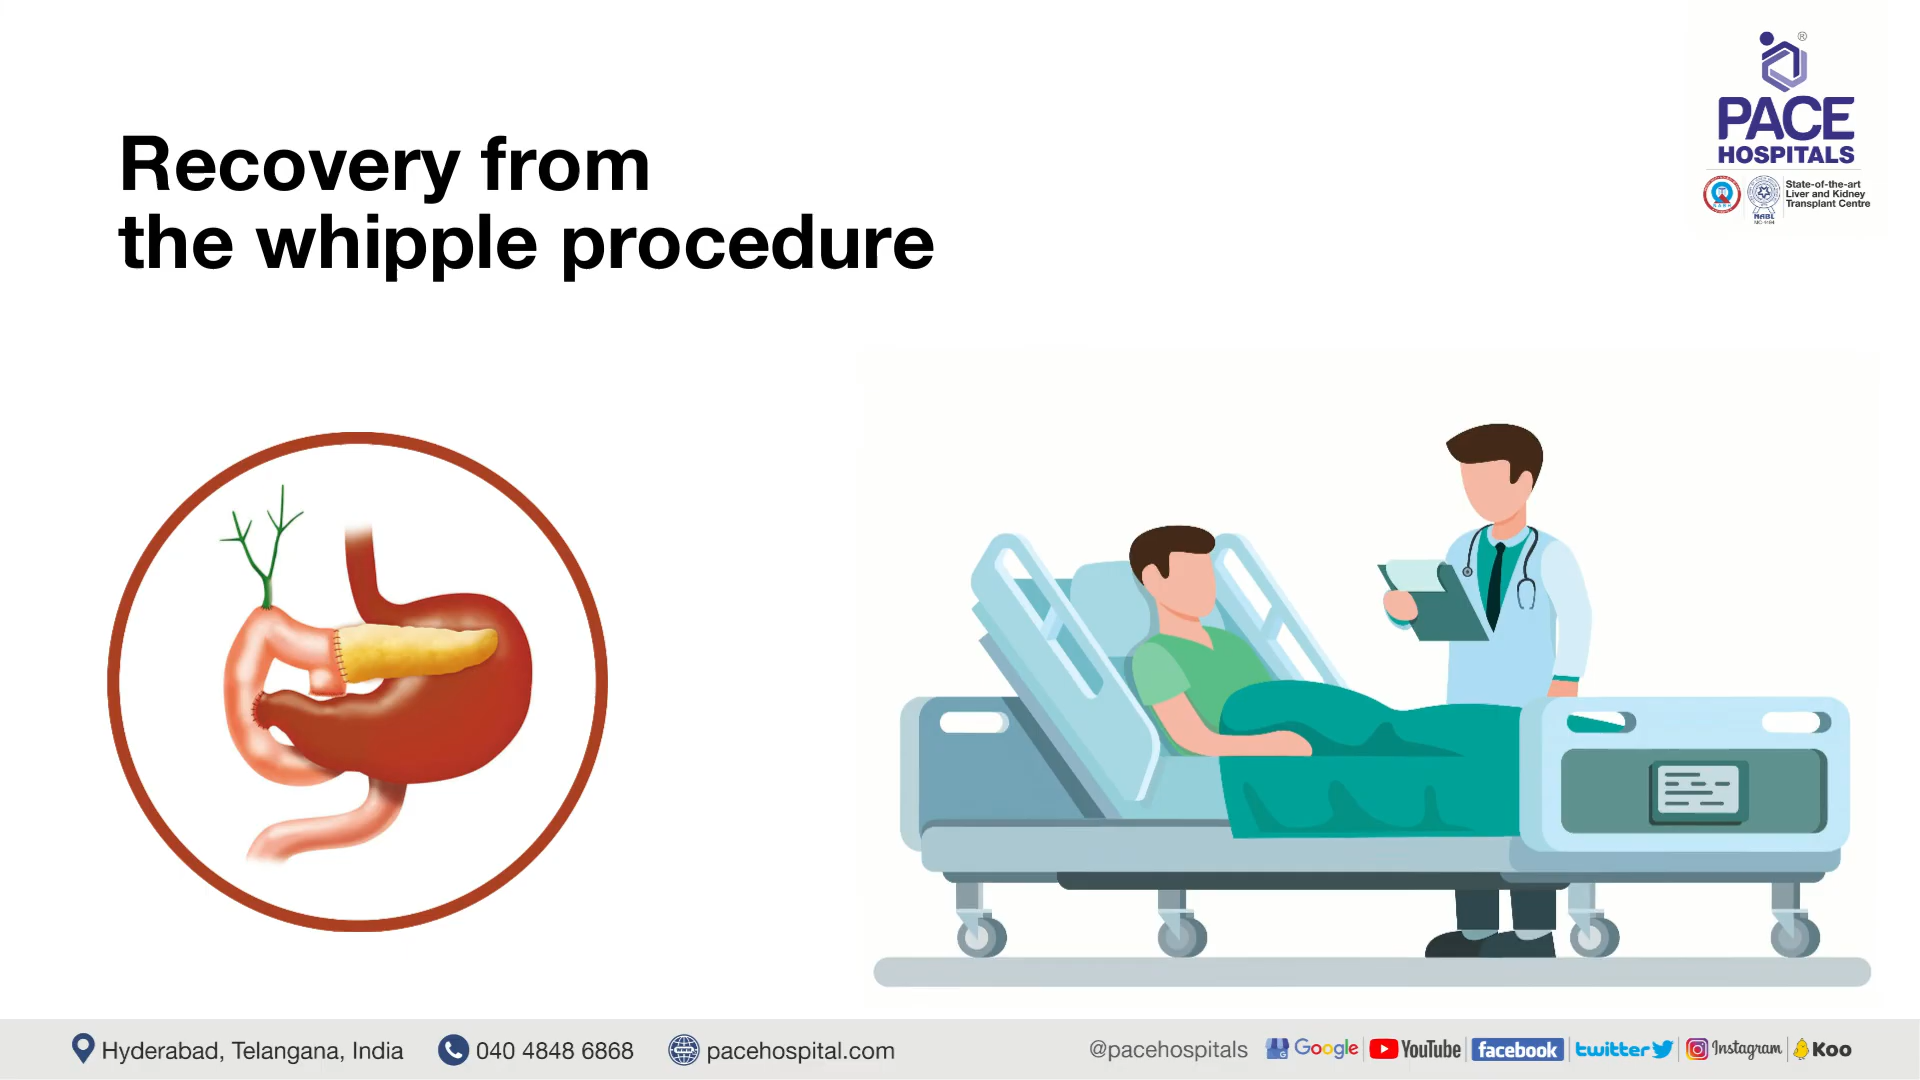 Recovery from
the whipple procedure
®
PACE
HOSPITALS
State-of-the-art
Liver and Kidney
Transplant Centre
NABL
Hyderabad, Telangana, India
040 4848 6868
pacehospital.com
@pacehospitals
Google
YouTube
facebook
twitter
Instagram
Koo